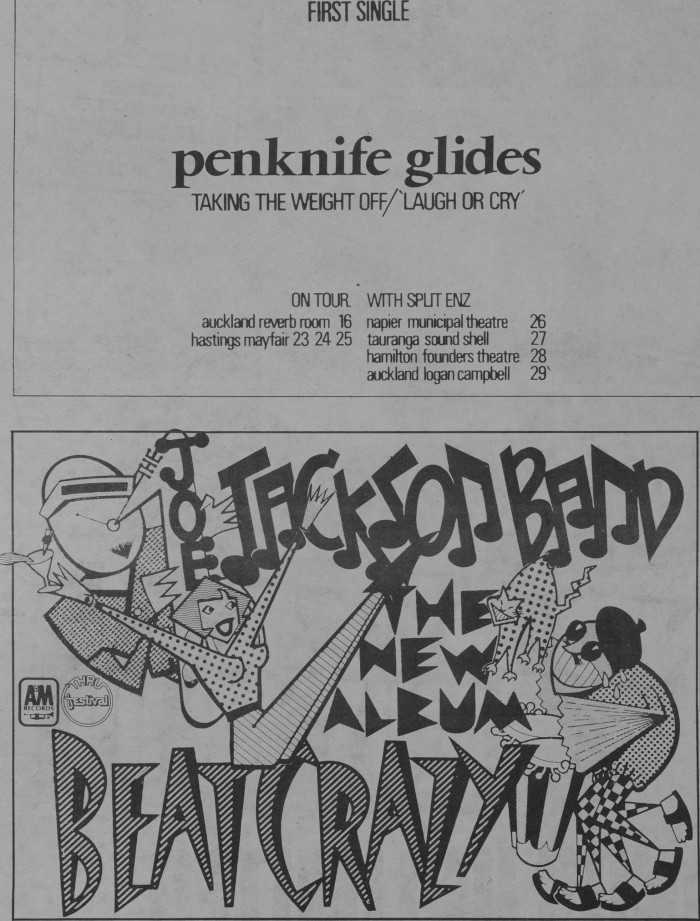 FIRST SINGLE
penknife glides
TAKING THE WEIGHT OFF/‘LAUGH OR CRY’
ON TOUR
auckland reverb room 16
hastings mayfair 23 24 25
WITH SPLIT ENZ
napier municipal theatre 26
tauranga sound shell 27
hamilton founders theatre 28
auckland logan campbell 29
THE
JOE
JACKSON BAND
THE
NEW
ALBUM
A&M
RECORDS
THRU
festival
BEAT CRAZY